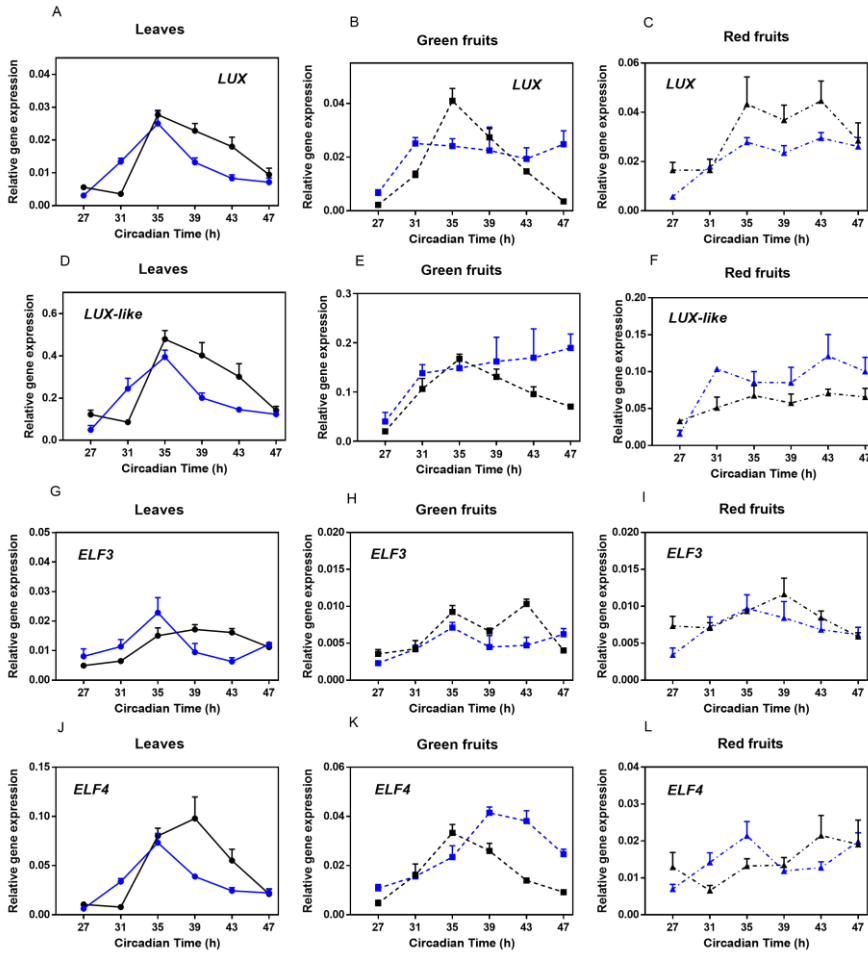 A
Leaves
Relative gene expression
0.04
0.03
0.02
0.01
0.00
LUX
27 31 35 39 43 47
Circadian Time (h)
B
Green fruits
Relative gene expression
0.04
0.02
0.00
LUX
27 31 35 39 43 47
Circadian Time (h)
C
Red fruits
Relative gene expression
0.06
0.04
0.02
0.00
LUX
27 31 35 39 43 47
Circadian Time (h)
D
Leaves
Relative gene expression
0.6
0.4
0.2
0.0
LUX-like
27 31 35 39 43 47
Circadian Time (h)
E
Green fruits
Relative gene expression
0.3
0.2
0.1
0.0
27 31 35 39 43 47
Circadian Time (h)
F
Red fruits
Relative gene expression
0.20
0.15
0.10
0.05
0.00
LUX-like
27 31 35 39 43 47
Circadian Time (h)
G
Leaves
Relative gene expression
0.05
0.04
0.03
0.02
0.01
0.00
ELF3
27 31 35 39 43 47
Circadian Time (h)
H
Green fruits
Relative gene expression
0.020
0.015
0.010
0.005
0.000
ELF3
27 31 35 39 43 47
Circadian Time (h)
I
Red fruits
Relative gene expression
0.020
0.015
0.010
0.005
0.000
ELF3
27 31 35 39 43 47
Circadian Time (h)
J
Leaves
Relative gene expression
0.15
0.10
0.05
0.00
ELF4
27 31 35 39 43 47
Circadian Time (h)
K
Green fruits
Relative gene expression
0.06
0.04
0.02
0.00
ELF4
27 31 35 39 43 47
Circadian Time (h)
L
Red fruits
Relative gene expression
0.04
0.03
0.02
0.01
0.00
ELF4
27 31 35 39 43 47
Circadian Time (h)